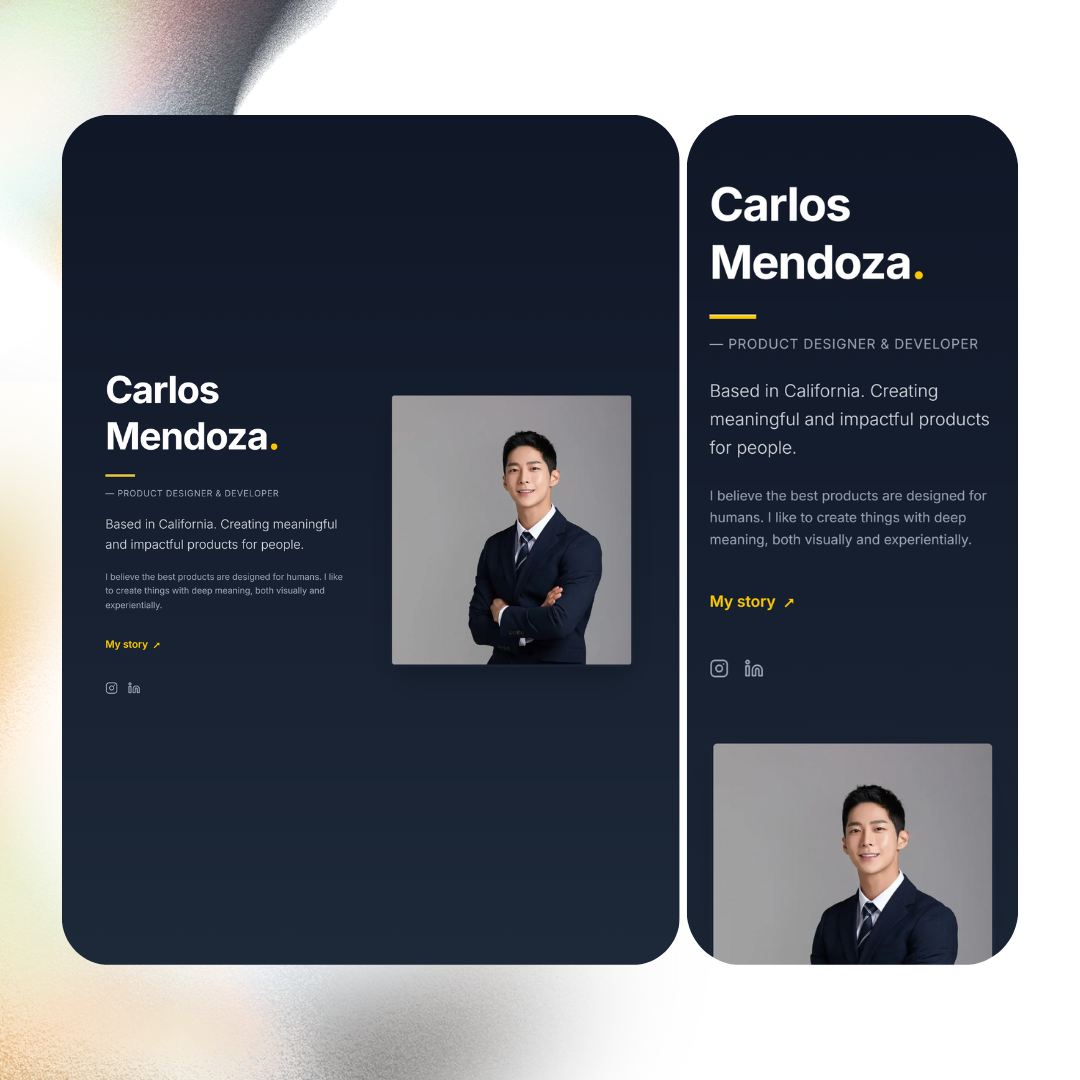 Carlos
Mendoza.
— PRODUCT DESIGNER & DEVELOPER
Based in California. Creating meaningful
and impactful products for people.
I believe the best products are designed for humans. I like
to create things with deep meaning, both visually and
experientially.
My story ↗
Carlos
Mendoza.
— PRODUCT DESIGNER & DEVELOPER
Based in California. Creating
meaningful and impactful products
for people.
I believe the best products are designed for
humans. I like to create things with deep
meaning, both visually and experientially.
My story ↗